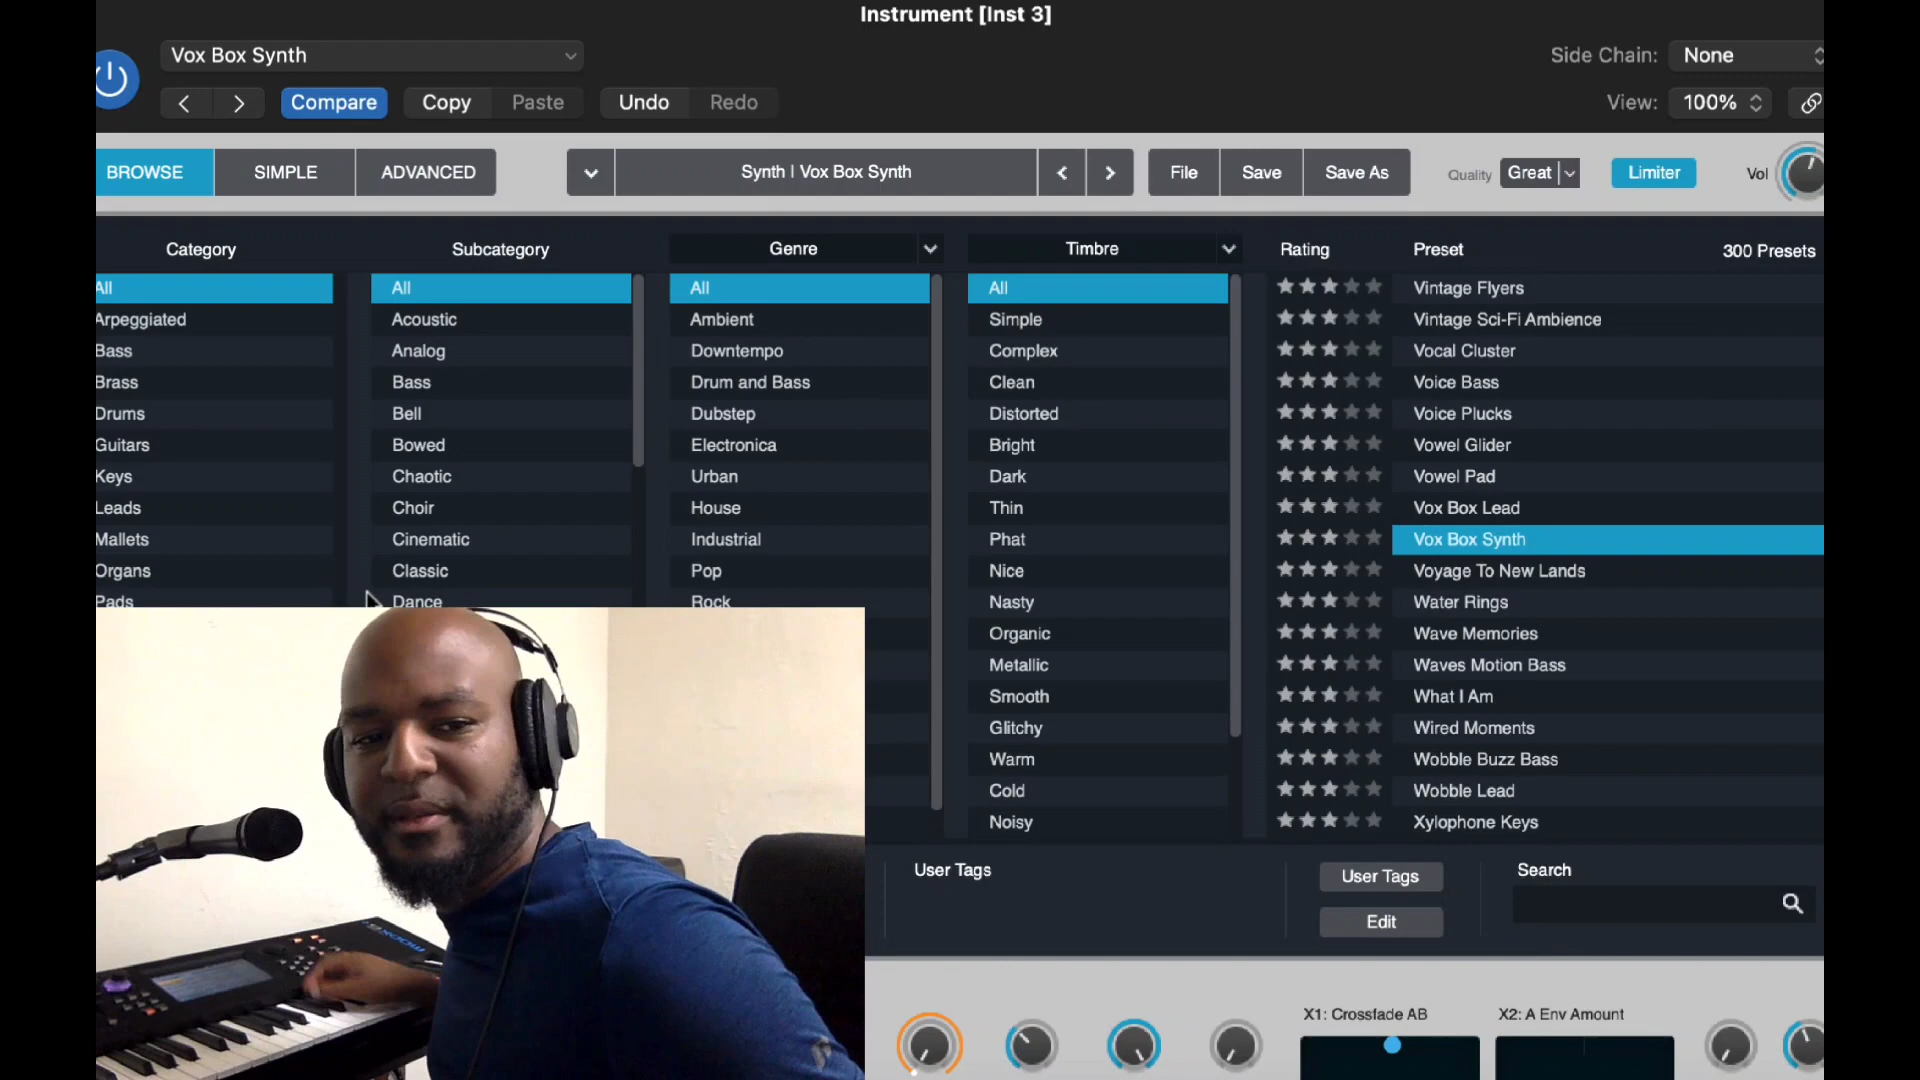 Instrument [Inst 3]
Vox Box Synth
Side Chain: None
Compare Copy Paste Undo Redo
View: 100%
BROWSE SIMPLE ADVANCED Synth | Vox Box Synth File Save Save As Quality Great Limiter Vol
Category Subcategory Genre Timbre Rating Preset 300 Presets
All All All All Vintage Flyers
Arpeggiated Acoustic Ambient Simple Vintage Sci-Fi Ambience
Bass Analog Downtempo Complex Vocal Cluster
Brass Bass Drum and Bass Clean Voice Bass
Drums Bell Dubstep Distorted Voice Plucks
Guitars Bowed Electronica Bright Vowel Glider
Keys Chaotic Urban Dark Vowel Pad
Leads Choir House Thin Vox Box Lead
Mallets Cinematic Industrial Phat Vox Box Synth
Organs Classic Pop Nice Voyage To New Lands
Pads Dance Rock Nasty Water Rings
Organic Wave Memories
Metallic Waves Motion Bass
Smooth What I Am
Glitchy Wired Moments
Warm Wobble Buzz Bass
Cold Wobble Lead
Noisy Xylophone Keys
User Tags User Tags Search
Edit
X1: Crossfade AB X2: A Env Amount
MODX6